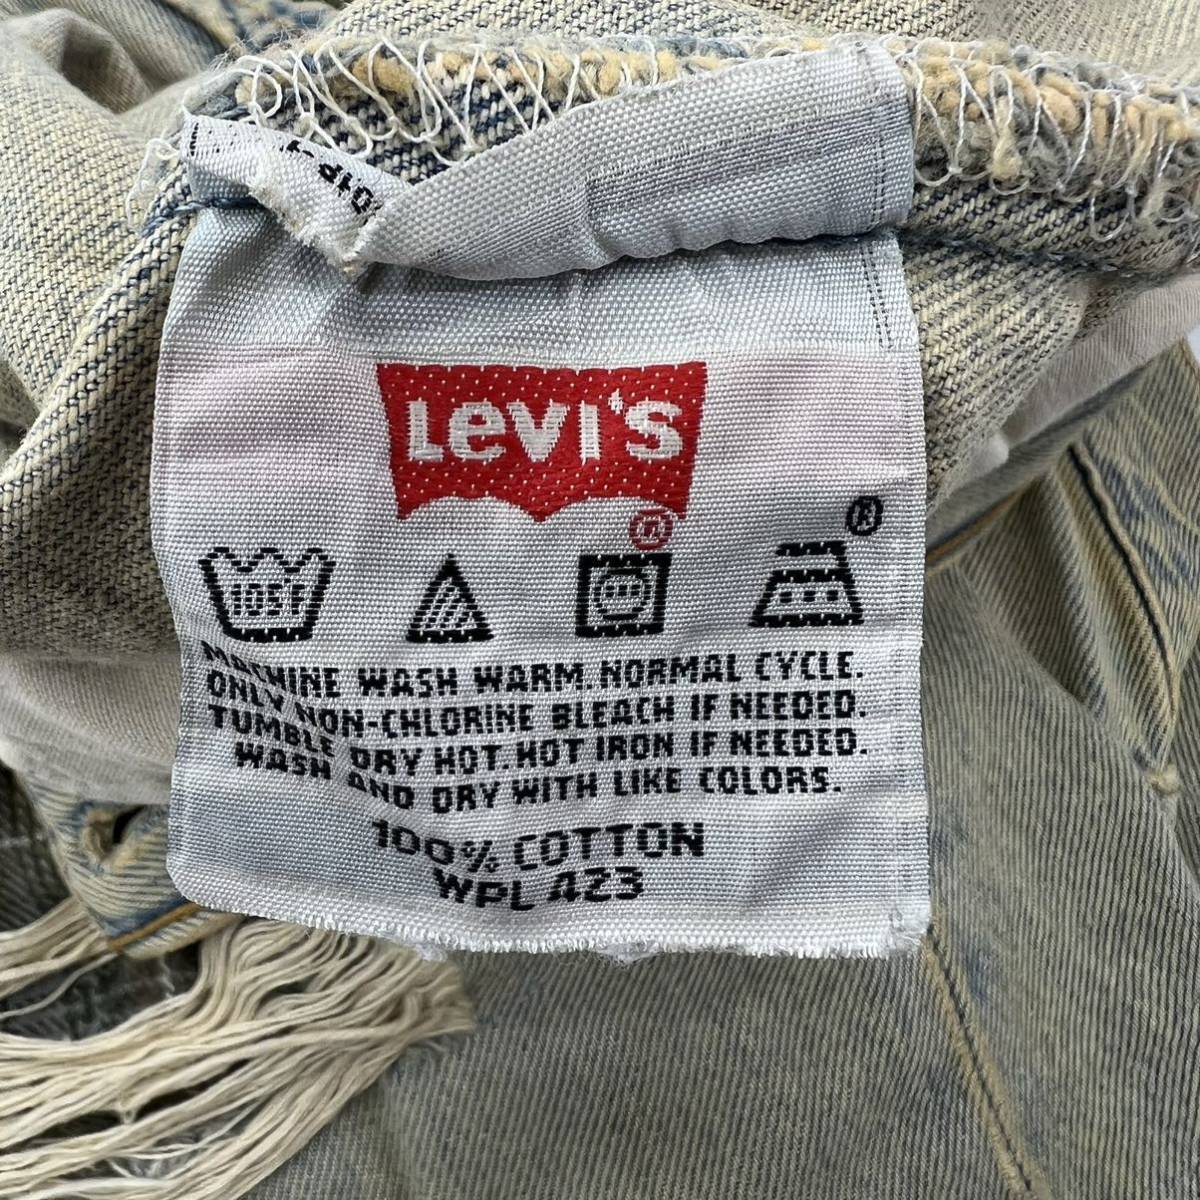 01P-
LEVI'S
®
®
105F
MACHINE WASH WARM. NORMAL CYCLE.
ONLY NON-CHLORINE BLEACH IF NEEDED.
TUMBLE DRY HOT. HOT IRON IF NEEDED.
WASH AND DRY WITH LIKE COLORS.
100% COTTON
WPL 423